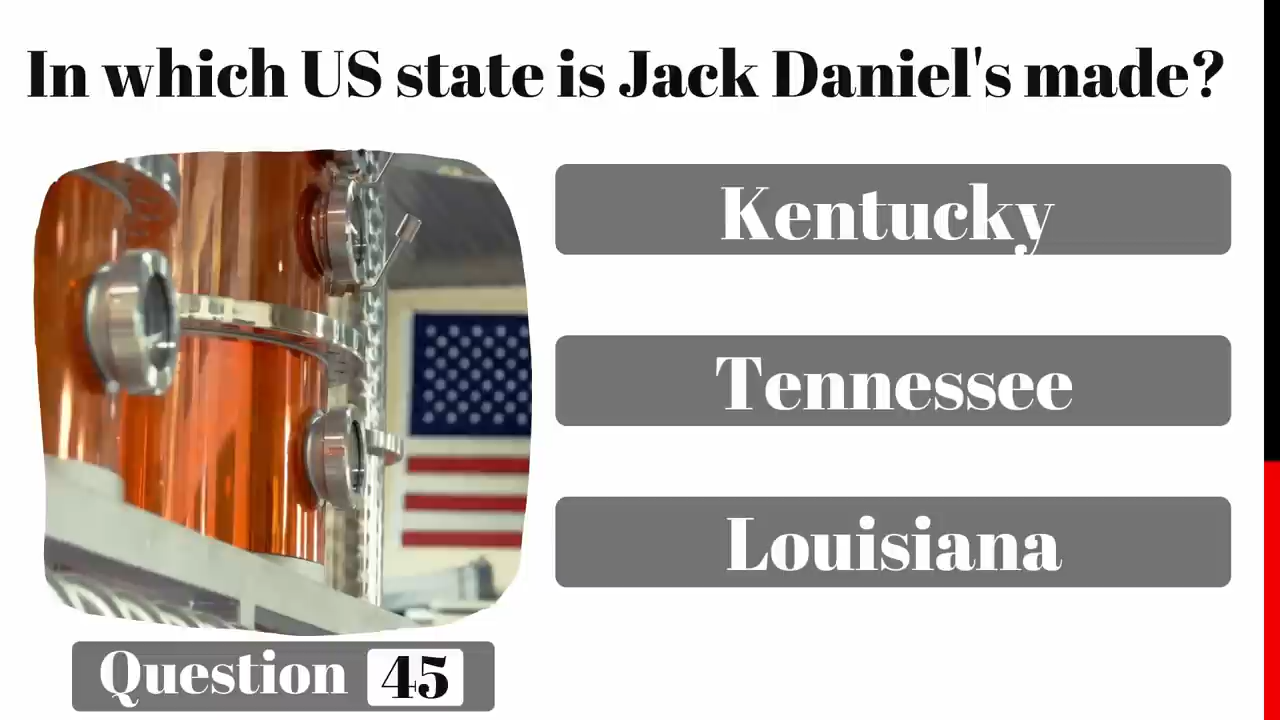 In which US state is Jack Daniel's made?
Kentucky
Tennessee
Louisiana
Question 45